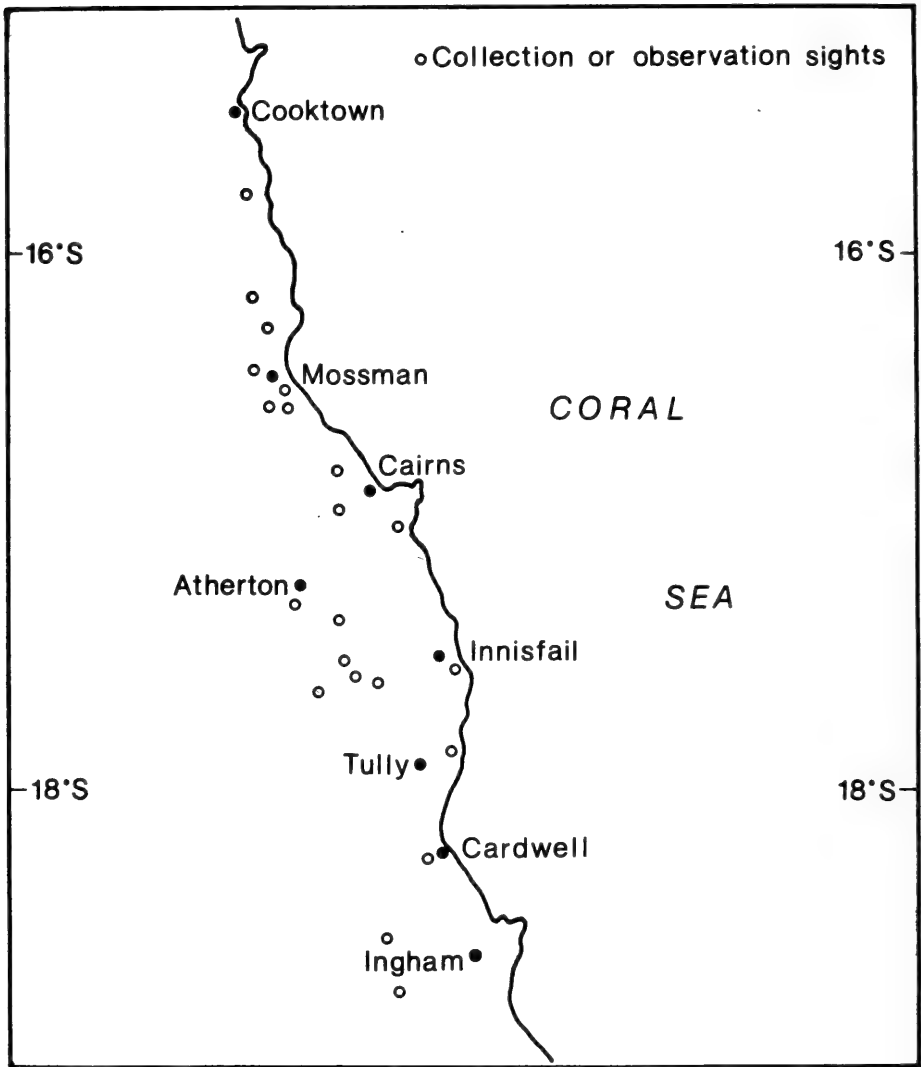 Collection or observation sights
Cooktown
16°S
16°S
Mossman
CORAL
Cairns
Atherton
SEA
Innisfail
Tully
18°S
18°S
Cardwell
Ingham